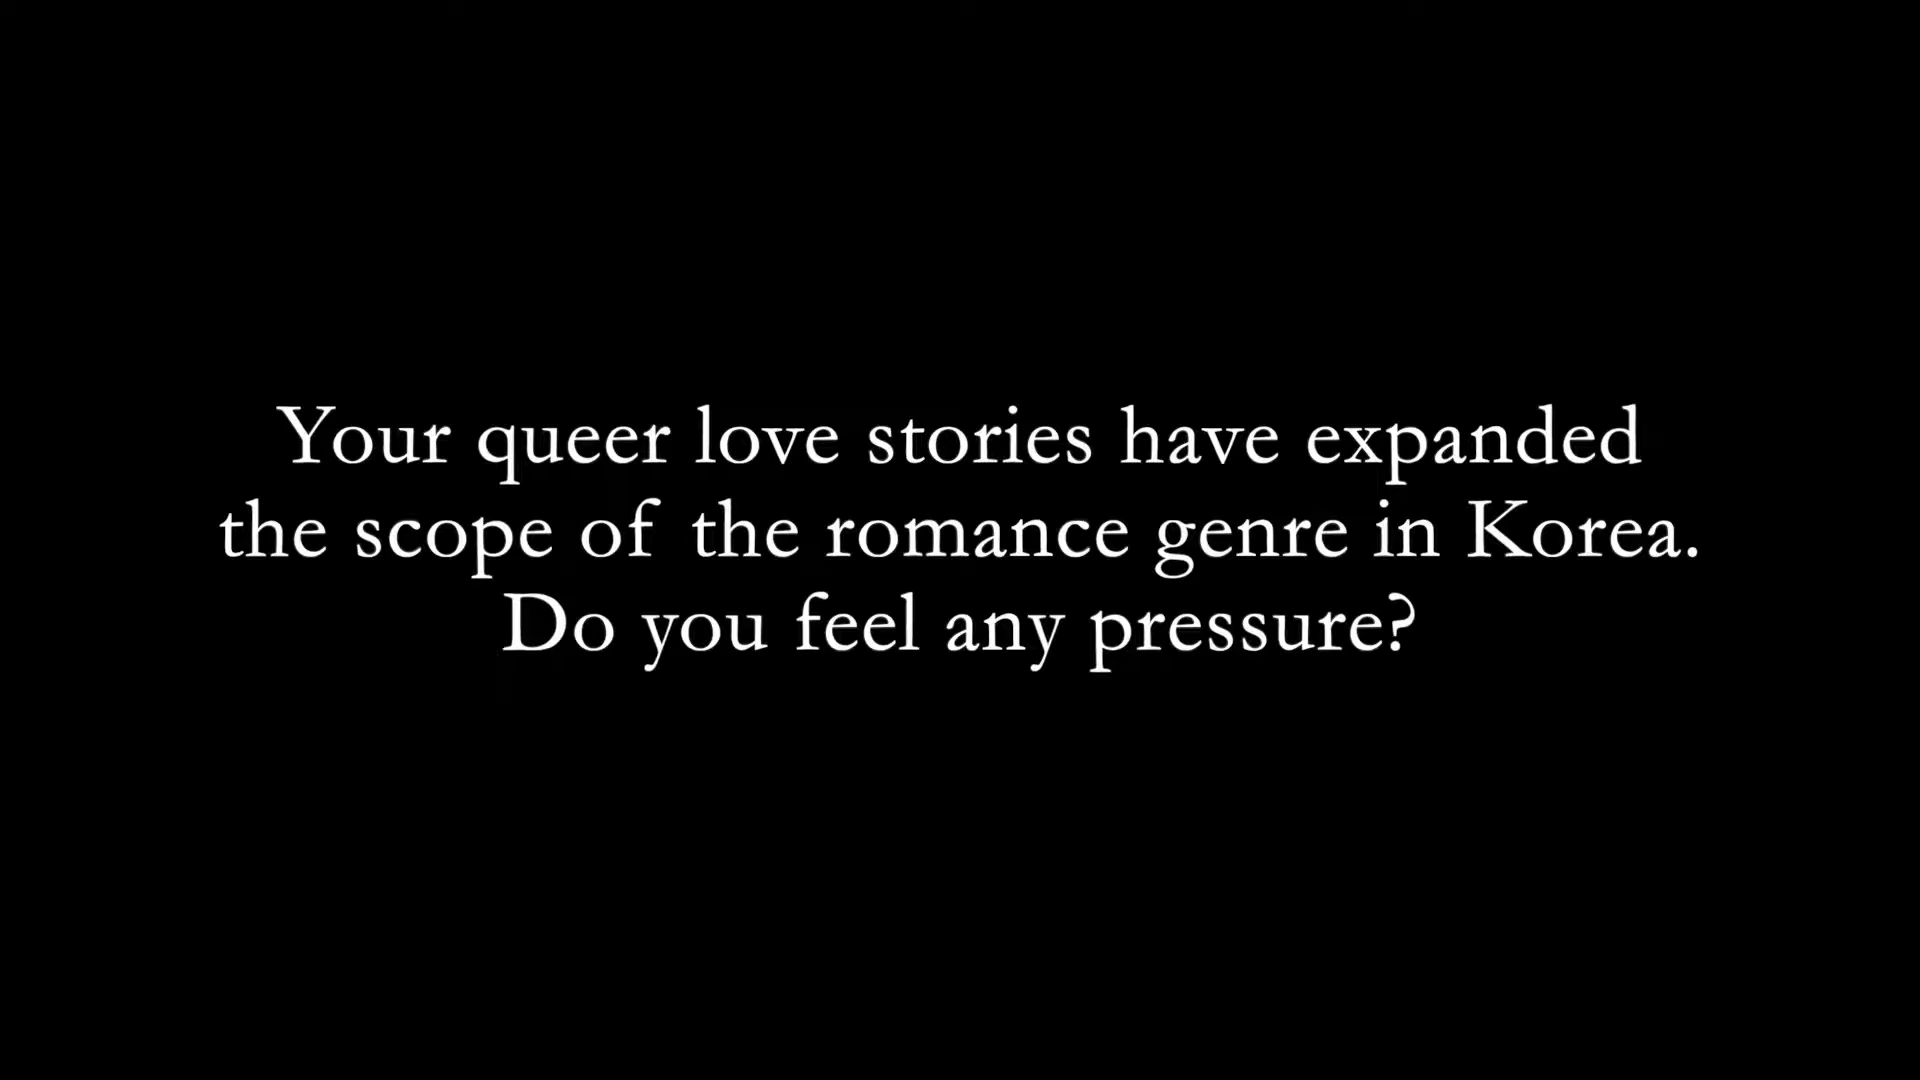 Your queer love stories have expanded
the scope of the romance genre in Korea.
Do you feel any pressure?